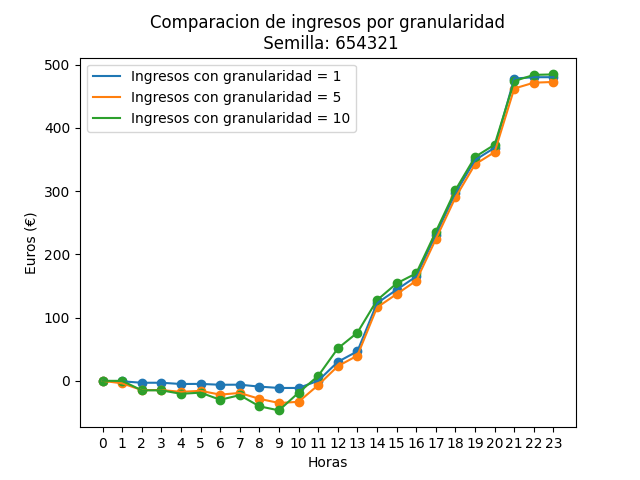 Comparacion de ingresos por granularidad
Semilla: 654321
Ingresos con granularidad = 1
Ingresos con granularidad = 5
Ingresos con granularidad = 10
Euros (€)
500
400
300
200
100
0
0 1 2 3 4 5 6 7 8 9 10 11 12 13 14 15 16 17 18 19 20 21 22 23
Horas